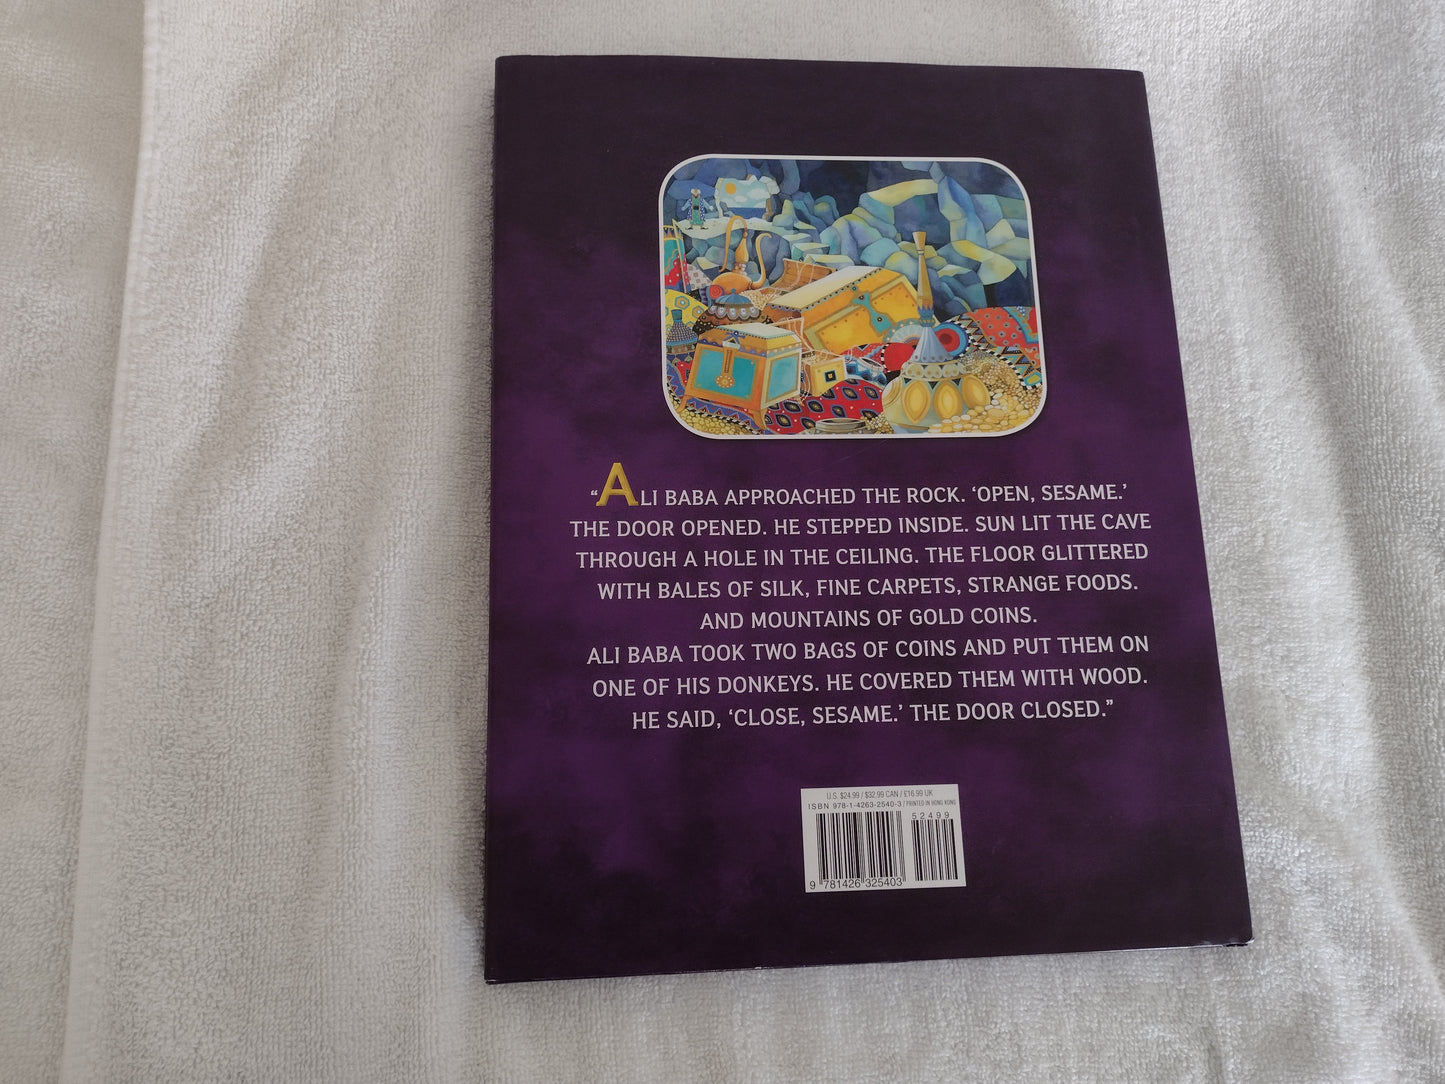 “ALI BABA APPROACHED THE ROCK. ‘OPEN, SESAME.’
THE DOOR OPENED. HE STEPPED INSIDE. SUN LIT THE CAVE
THROUGH A HOLE IN THE CEILING. THE FLOOR GLITTERED
WITH BALES OF SILK, FINE CARPETS, STRANGE FOODS.
AND MOUNTAINS OF GOLD COINS.
ALI BABA TOOK TWO BAGS OF COINS AND PUT THEM ON
ONE OF HIS DONKEYS. HE COVERED THEM WITH WOOD.
HE SAID, ‘CLOSE, SESAME.’ THE DOOR CLOSED.”
U.S. $24.99 / $32.99 CAN / £16.99 UK
ISBN 978-1-4263-2540-3 / PRINTED IN HONG KONG
52499
9 781426 325403